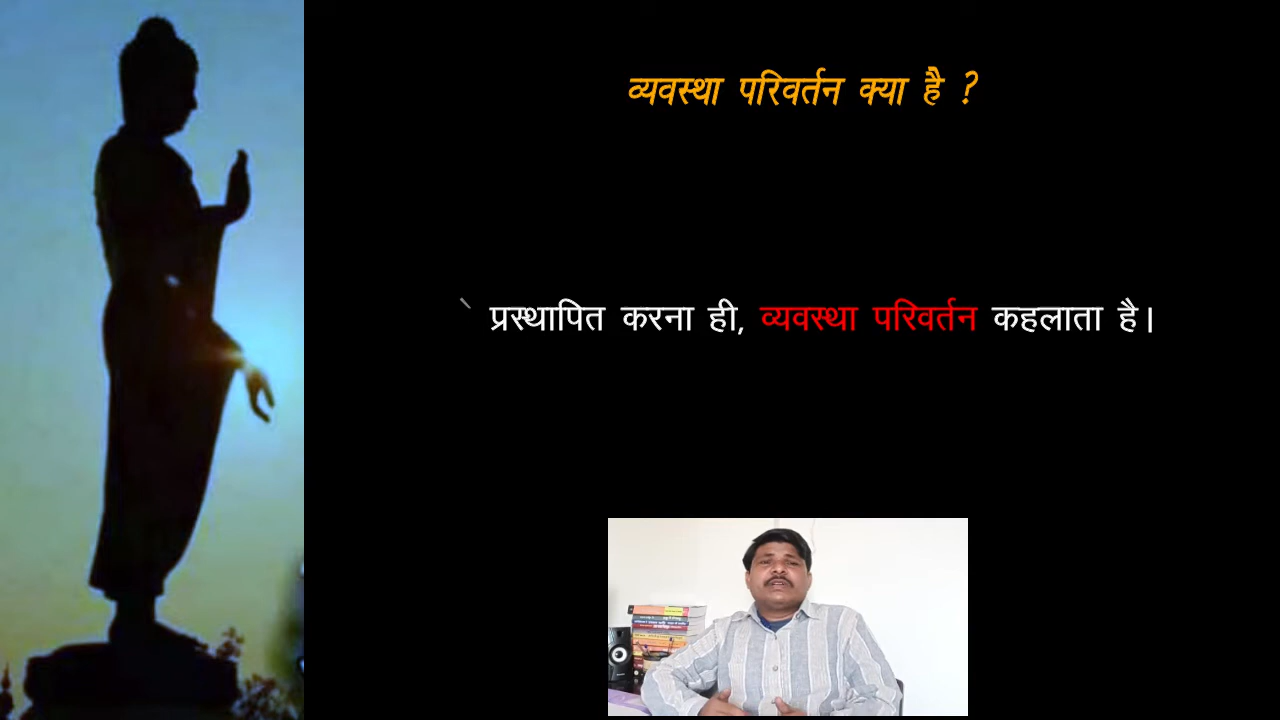 व्यवस्था परिवर्तन क्या है ?
प्रस्थापित करना ही, व्यवस्था परिवर्तन कहलाता है।